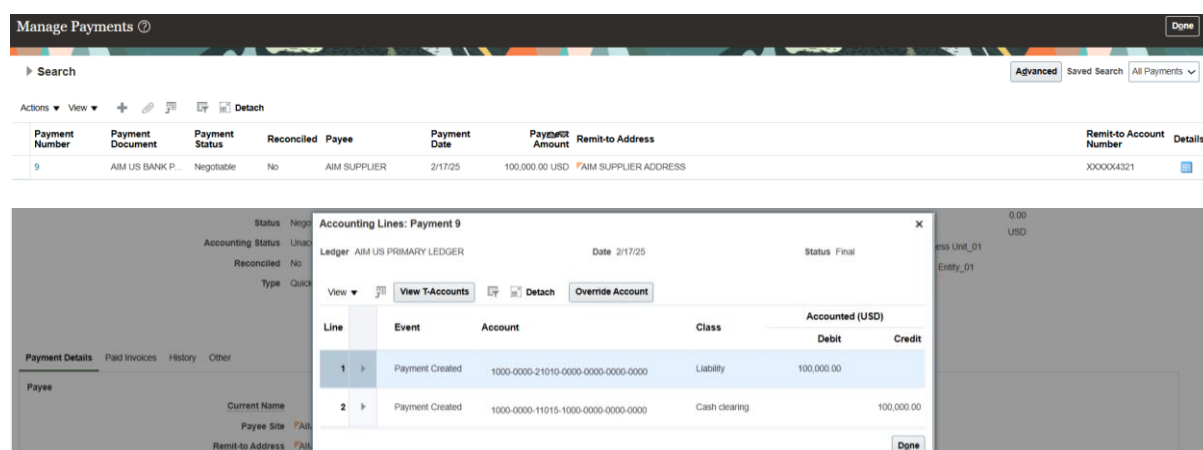 Manage Payments
Done
Search
Advanced Saved Search All Payments
Actions View Detach
Payment Number Payment Document Payment Status Reconciled Payee Payment Date Payment Amount Remit-to Address Remit-to Account Number Details
9 AIM US BANK P... Negotiable No AIM SUPPLIER 2/17/25 100,000.00 USD AIM SUPPLIER ADDRESS XXXXX4321
Status Nego
Accounting Status Unac
Reconciled No
Type Quick
0.00
USD
ess Unit_01
Entity_01
Accounting Lines: Payment 9
Ledger AIM US PRIMARY LEDGER Date 2/17/25 Status Final
View View T-Accounts Detach Override Account
Line Event Account Class Accounted (USD)
Debit Credit
1 Payment Created 1000-0000-21010-0000-0000-0000-0000 Liability 100,000.00
2 Payment Created 1000-0000-11015-1000-0000-0000-0000 Cash clearing 100,000.00
Done
Payment Details Paid Invoices History Other
Payee
Current Name
Payee Site AIM
Remit-to Address AIM